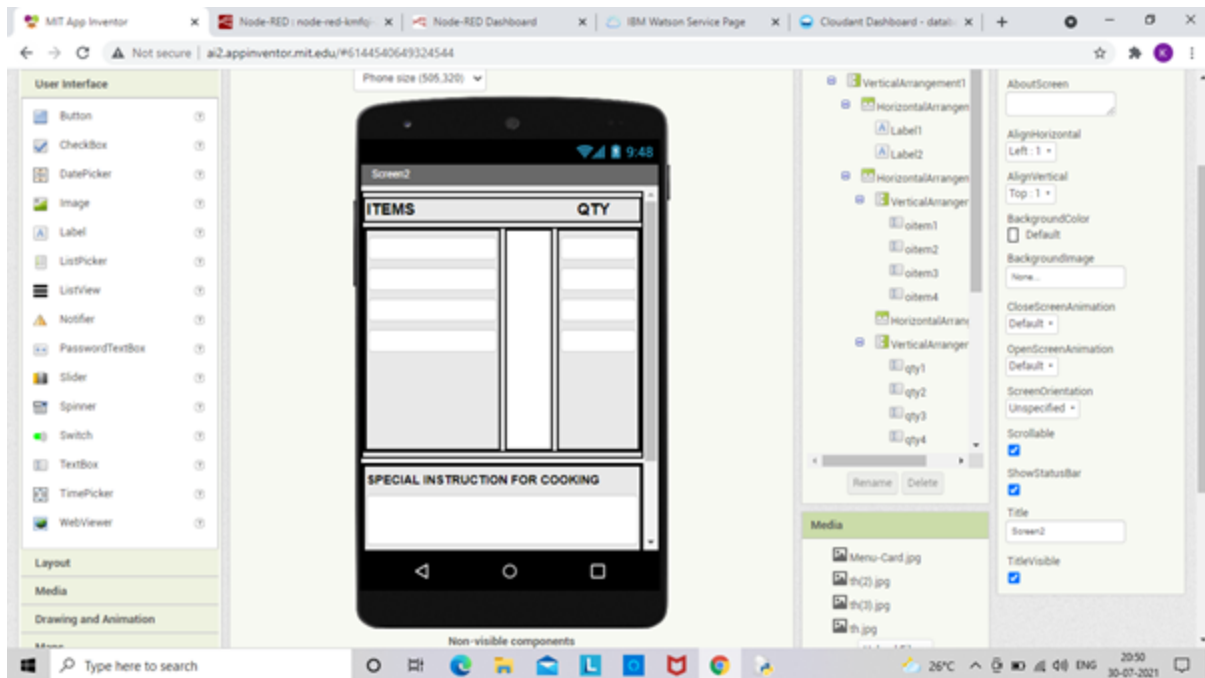 MIT App Inventor
Node-RED : node-red-kmfq
Node-RED Dashboard
IBM Watson Service Page
Cloudant Dashboard - datab
Not secure | ai2.appinventor.mit.edu/#6144540649324544
K
User Interface
Button
CheckBox
DatePicker
Image
Label
ListPicker
ListView
Notifier
PasswordTextBox
Slider
Spinner
Switch
TextBox
TimePicker
WebViewer
Layout
Media
Drawing and Animation
Maps
Phone size (505,320)
9:48
Screen2
ITEMS QTY
SPECIAL INSTRUCTION FOR COOKING
Non-visible components
VerticalArrangement1
HorizontalArrangen
Label1
Label2
HorizontalArrangen
VerticalArranger
oitem1
oitem2
oitem3
oitem4
HorizontalArrang
VerticalArranger
qty1
qty2
qty3
qty4
Rename Delete
Media
Menu-Card.jpg
th(2).jpg
th(3).jpg
th.jpg
AboutScreen
AlignHorizontal
Left : 1
AlignVertical
Top : 1
BackgroundColor
Default
BackgroundImage
None...
CloseScreenAnimation
Default
OpenScreenAnimation
Default
ScreenOrientation
Unspecified
Scrollable
ShowStatusBar
Title
Screen2
TitleVisible
Type here to search
L
26°C
ENG
20:50
30-07-2021